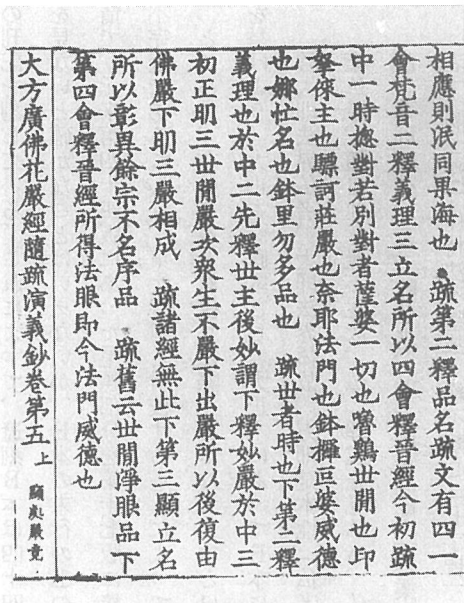 相應則泯同果海也 疏第二釋品名疏文有四一
會梵音二釋義理三立名所以四會釋晉經今初疏
中一時揔對若別對者薩婆一切也嚕鷄世間也印
捺倈主也驃訶莊嚴也奈耶法門也鉢攞亘婆威德
也娜忙名也鉢里勿多品也 疏世者時也下第二釋
義理也於中二先釋世主後妙謂下釋妙嚴於中三
初正明三世間嚴次衆生不嚴下出嚴所以後復由
佛嚴下明三嚴相成 疏諸經無此下第三顯立名
所以彰異餘宗不名序品 疏舊云世間淨眼品下
第四會釋晉經所得法眼即今法門威德也
大方廣佛花嚴經隨疏演義鈔卷第五上